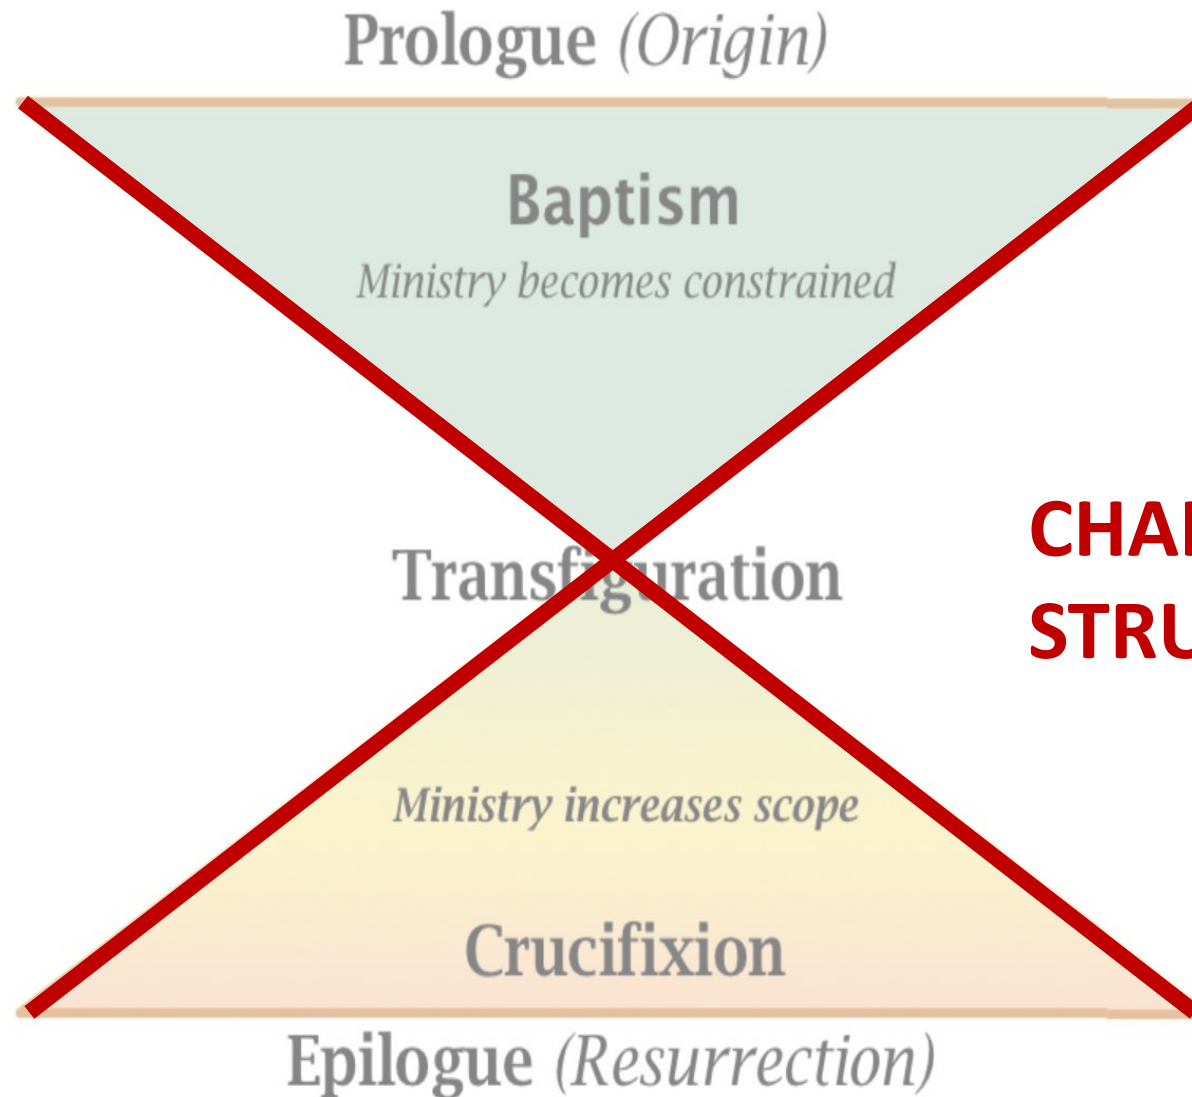 Prologue (Origin)
Baptism
Ministry becomes constrained
Transfiguration
Ministry increases scope
Crucifixion
Epilogue (Resurrection)